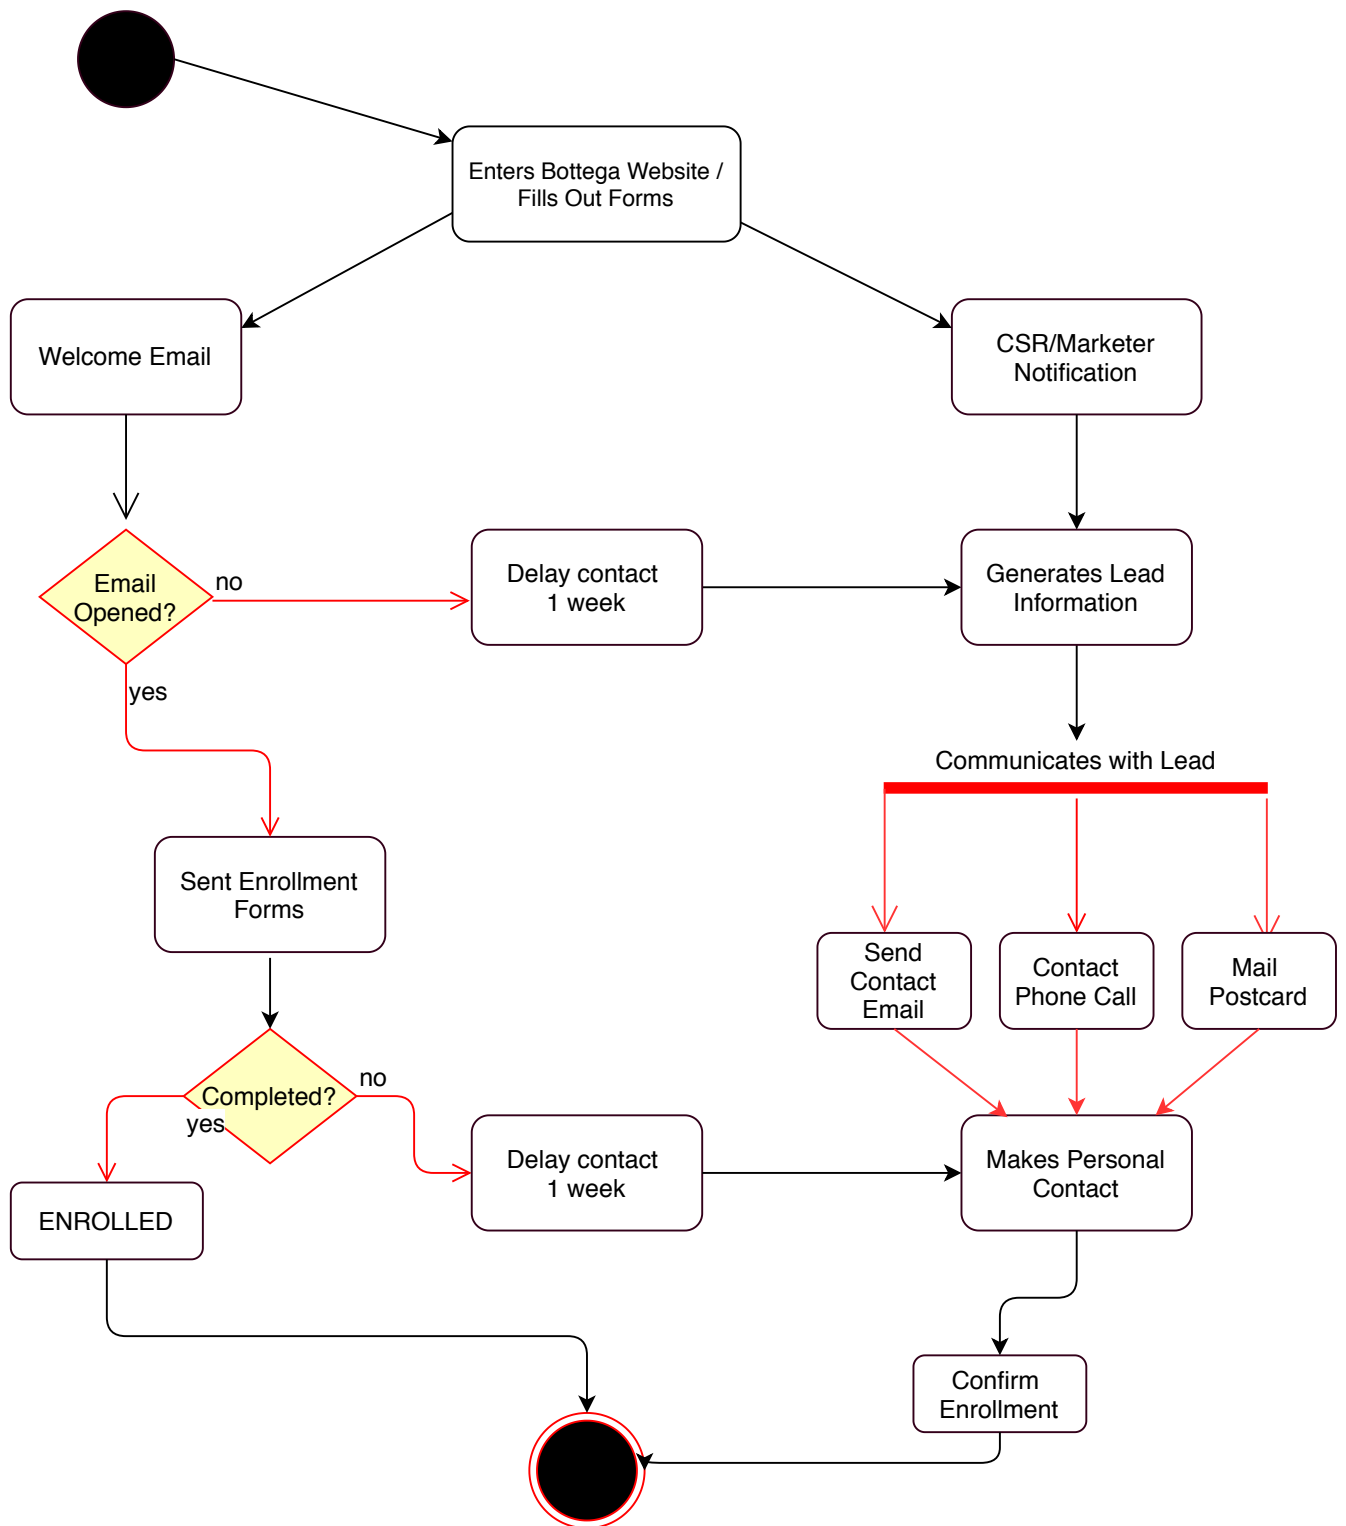 Enters Bottega Website /
Fills Out Forms
Welcome Email
CSR/Marketer
Notification
Email
Opened?
no
Delay contact
1 week
Generates Lead
Information
yes
Communicates with Lead
Sent Enrollment
Forms
Send
Contact
Email
Contact
Phone Call
Mail
Postcard
Completed?
no
yes
Delay contact
1 week
Makes Personal
Contact
ENROLLED
Confirm
Enrollment